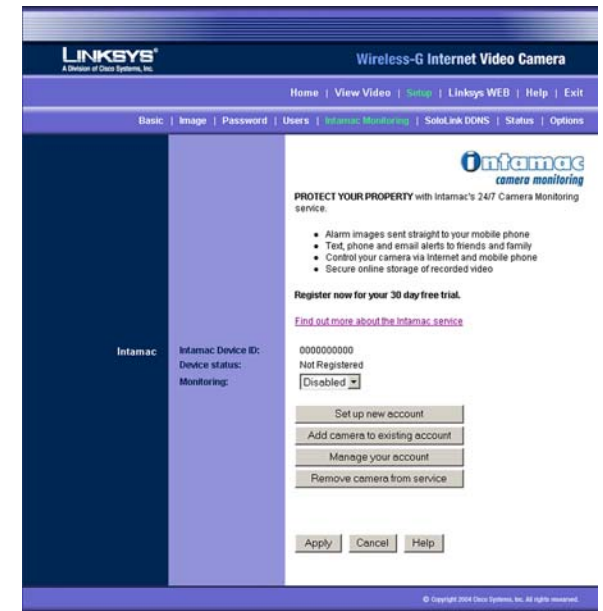 LINKSYS®
A Division of Cisco Systems, Inc.
Wireless-G Internet Video Camera
Home | View Video | Setup | Linksys WEB | Help | Exit
Basic | Image | Password | Users | Intamac Monitoring | SoloLink DDNS | Status | Options
intamac
camera monitoring
PROTECT YOUR PROPERTY with Intamac's 24/7 Camera Monitoring
service.
• Alarm images sent straight to your mobile phone
• Text, phone and email alerts to friends and family
• Control your camera via Internet and mobile phone
• Secure online storage of recorded video
Register now for your 30 day free trial.
Find out more about the Intamac service
Intamac
Intamac Device ID: 0000000000
Device status: Not Registered
Monitoring: Disabled
Set up new account
Add camera to existing account
Manage your account
Remove camera from service
Apply Cancel Help
© Copyright 2004 Cisco Systems, Inc. All rights reserved.